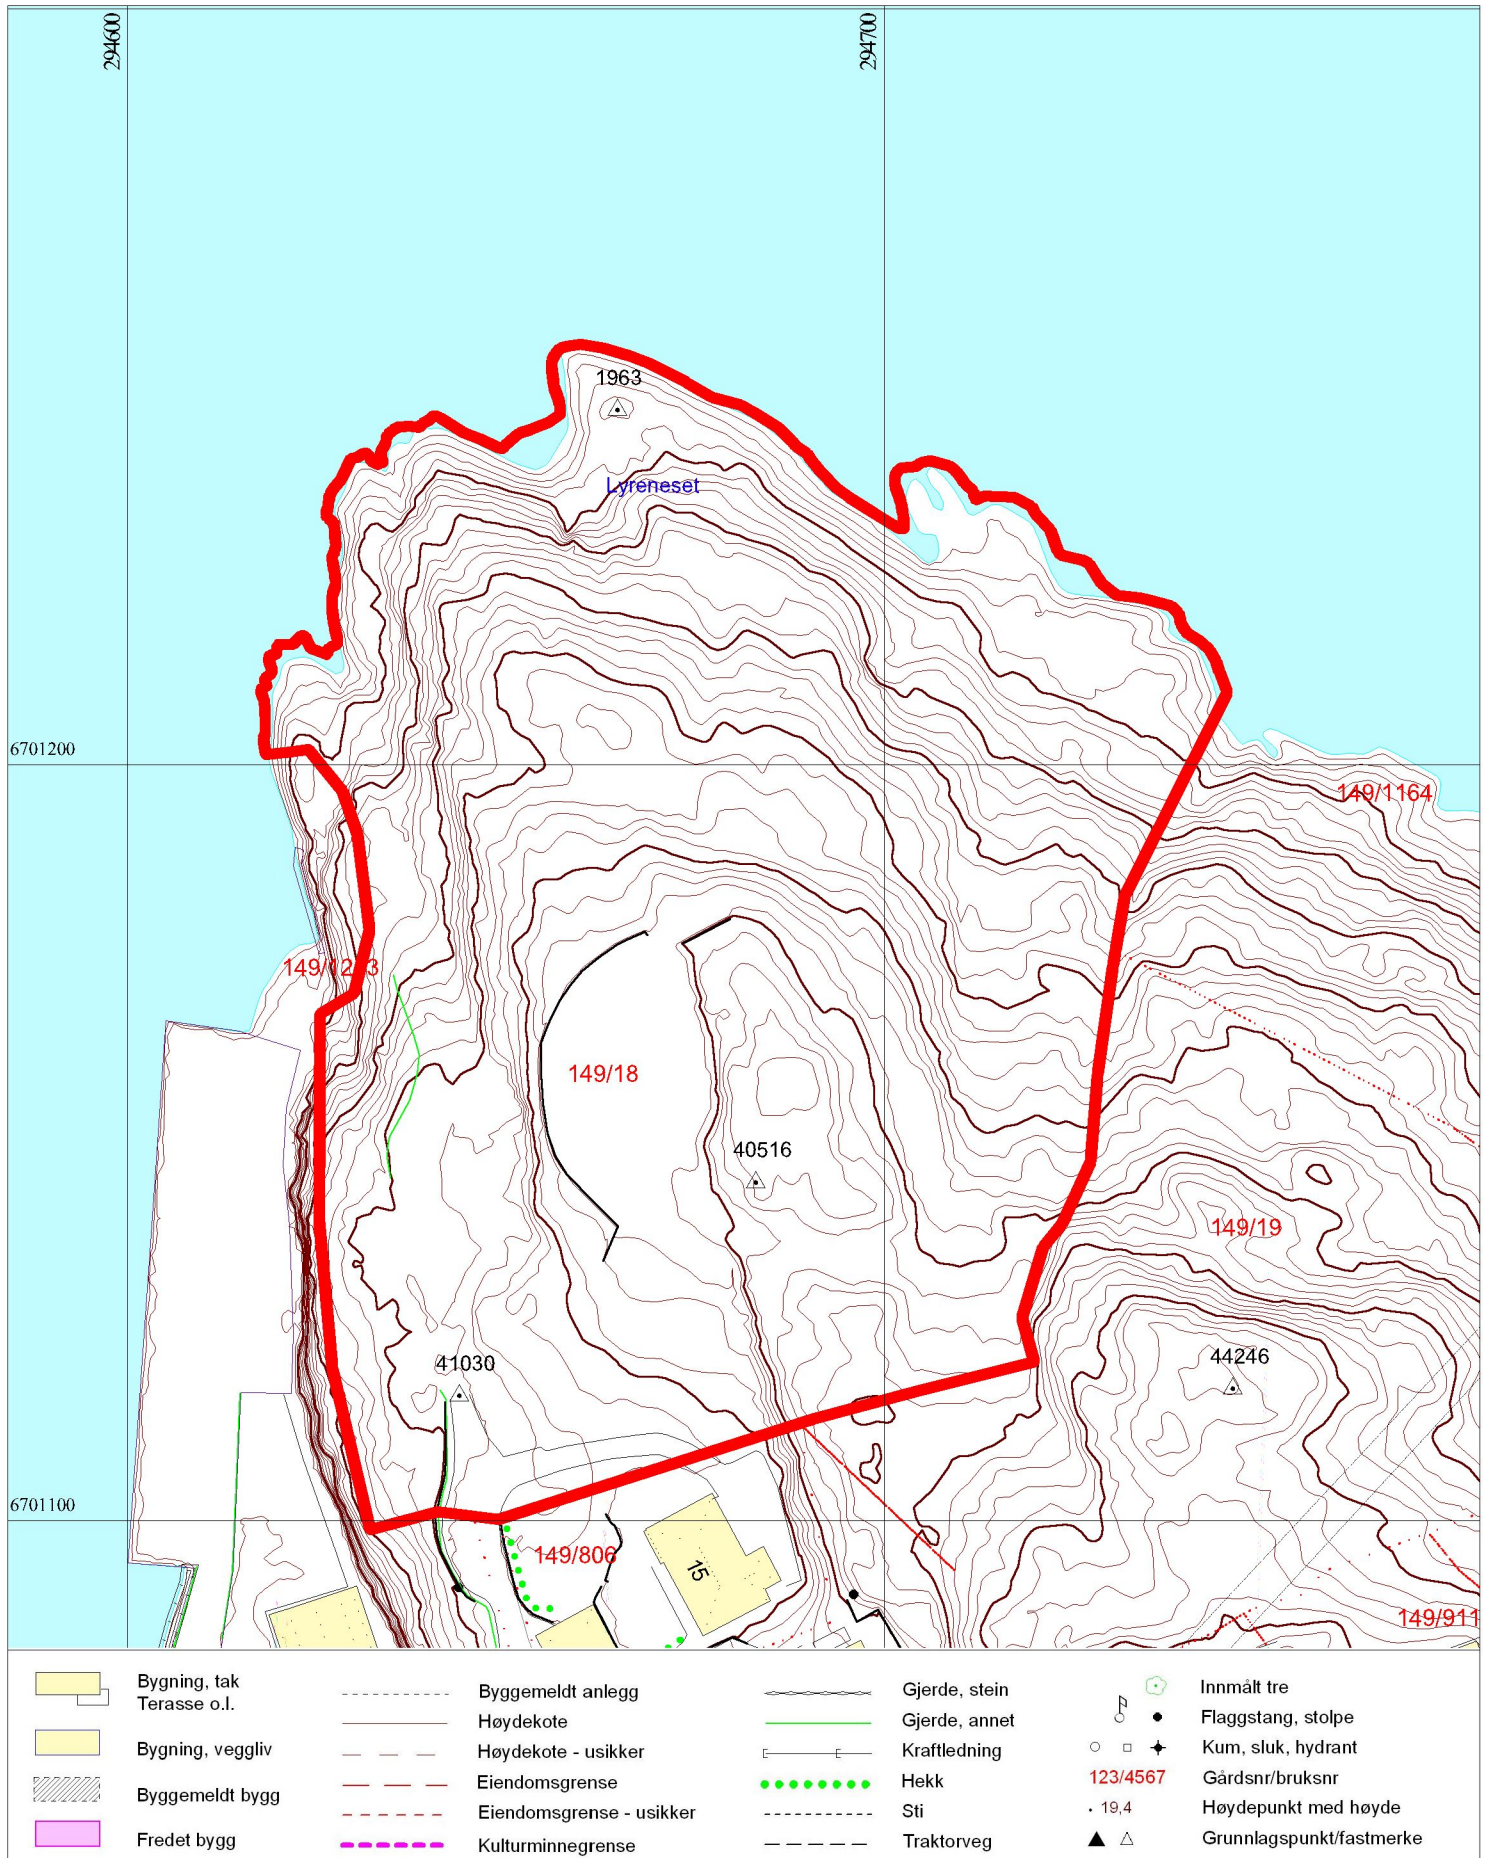 294600
294700
1963
Lyreneset
6701200
149/1164
149/18
40516
149/19
41030
44246
6701100
149/806
15
149/911
Bygning, tak
Terasse o.l.
Bygning, veggliv
Byggemeldt bygg
Fredet bygg
Byggemeldt anlegg
Høydekote
Høydekote - usikker
Eiendomsgrense
Eiendomsgrense - usikker
Kulturminnegrense
Gjerde, stein
Gjerde, annet
Kraftledning
Hekk
Sti
Traktorveg
Innmålt tre
Flaggstang, stolpe
Kum, sluk, hydrant
123/4567 Gårdsnr/bruksnr
19,4 Høydepunkt med høyde
Grunnlagspunkt/fastmerke